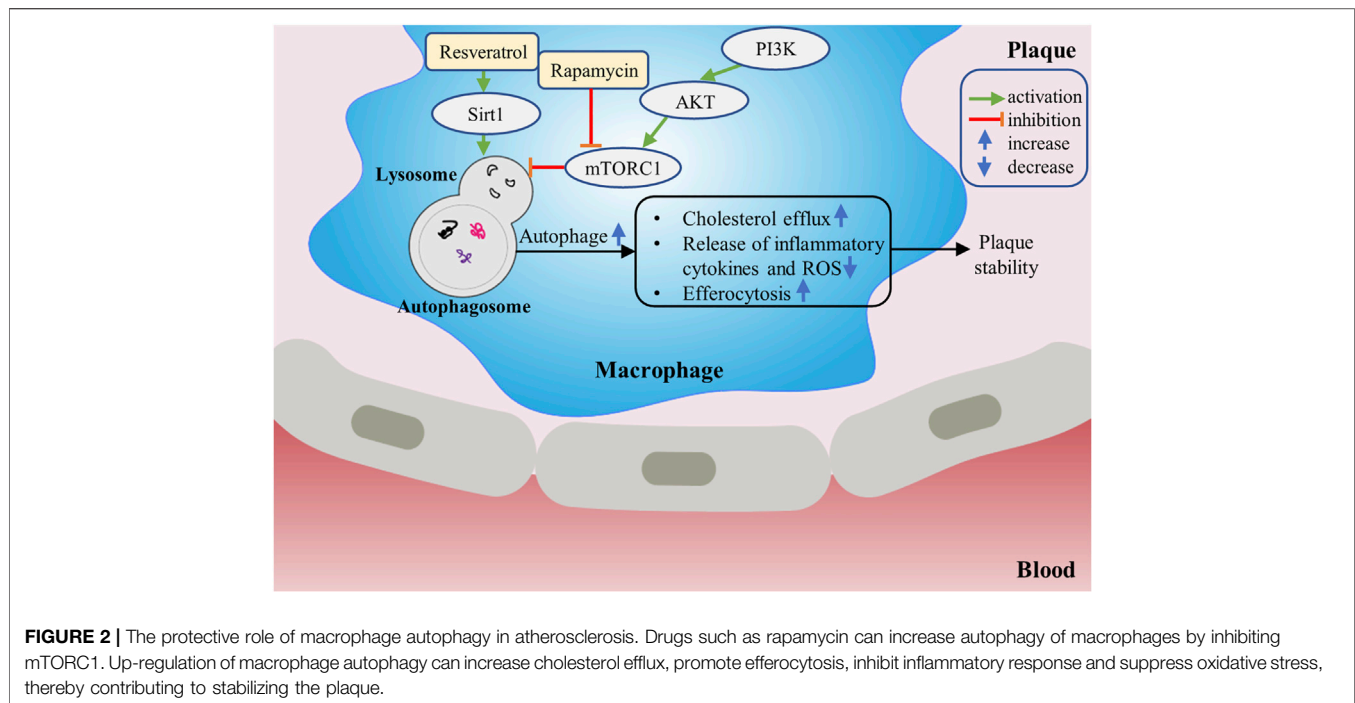 Resveratrol
Rapamycin
PI3K
Plaque
Sirt1
AKT
activation
inhibition
increase
decrease
Lysosome
mTORC1
Autophage
• Cholesterol efflux
• Release of inflammatory
cytokines and ROS
• Efferocytosis
Plaque
stability
Autophagosome
Macrophage
Blood
FIGURE 2 | The protective role of macrophage autophagy in atherosclerosis. Drugs such as rapamycin can increase autophagy of macrophages by inhibiting
mTORC1. Up-regulation of macrophage autophagy can increase cholesterol efflux, promote efferocytosis, inhibit inflammatory response and suppress oxidative stress,
thereby contributing to stabilizing the plaque.